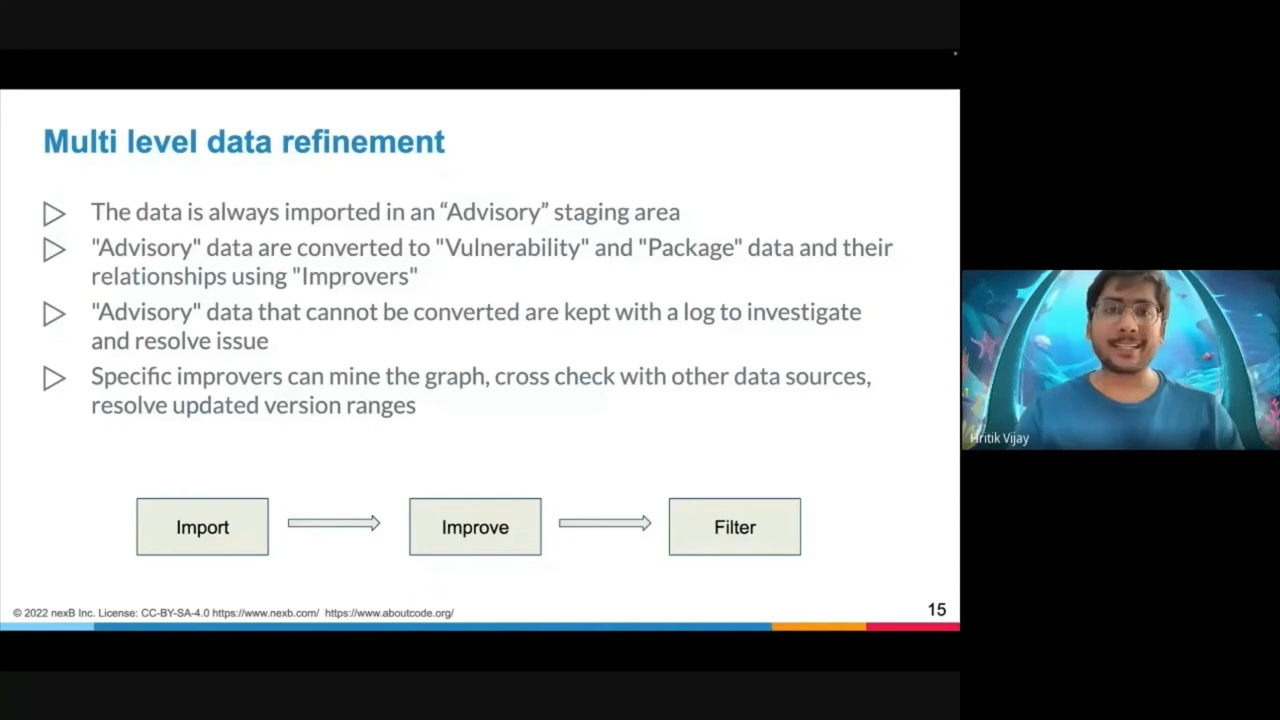 Multi level data refinement
The data is always imported in an “Advisory” staging area
"Advisory" data are converted to "Vulnerability" and "Package" data and their
relationships using "Improvers"
"Advisory" data that cannot be converted are kept with a log to investigate
and resolve issue
Specific improvers can mine the graph, cross check with other data sources,
resolve updated version ranges
Import
Improve
Filter
© 2022 nexB Inc. License: CC-BY-SA-4.0 https://www.nexb.com/ https://www.aboutcode.org/
15
Hritik Vijay